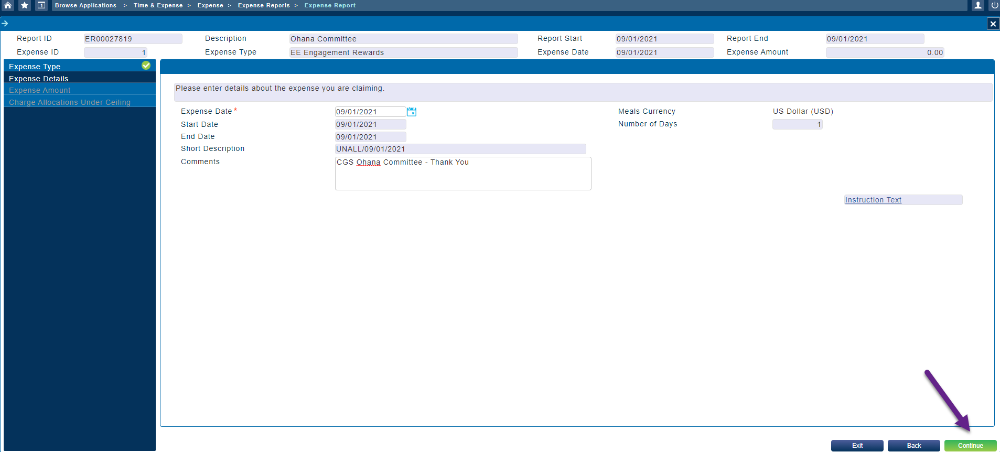 1 Browse Applications > Time & Expense > Expense > Expense Reports > Expense Report
Report ID ER00027819 Description Ohana Committee Report Start 09/01/2021 Report End 09/01/2021
Expense ID 1 Expense Type EE Engagement Rewards Expense Date 09/01/2021 Expense Amount 0.00
Expense Type
Expense Details
Expense Amount
Charge Allocations Under Ceiling
Please enter details about the expense you are claiming.
Expense Date * 09/01/2021 Meals Currency US Dollar (USD)
Start Date 09/01/2021 Number of Days 1
End Date 09/01/2021
Short Description UNALL/09/01/2021
Comments CGS Ohana Committee - Thank You
Instruction Text
Exit Back Continue